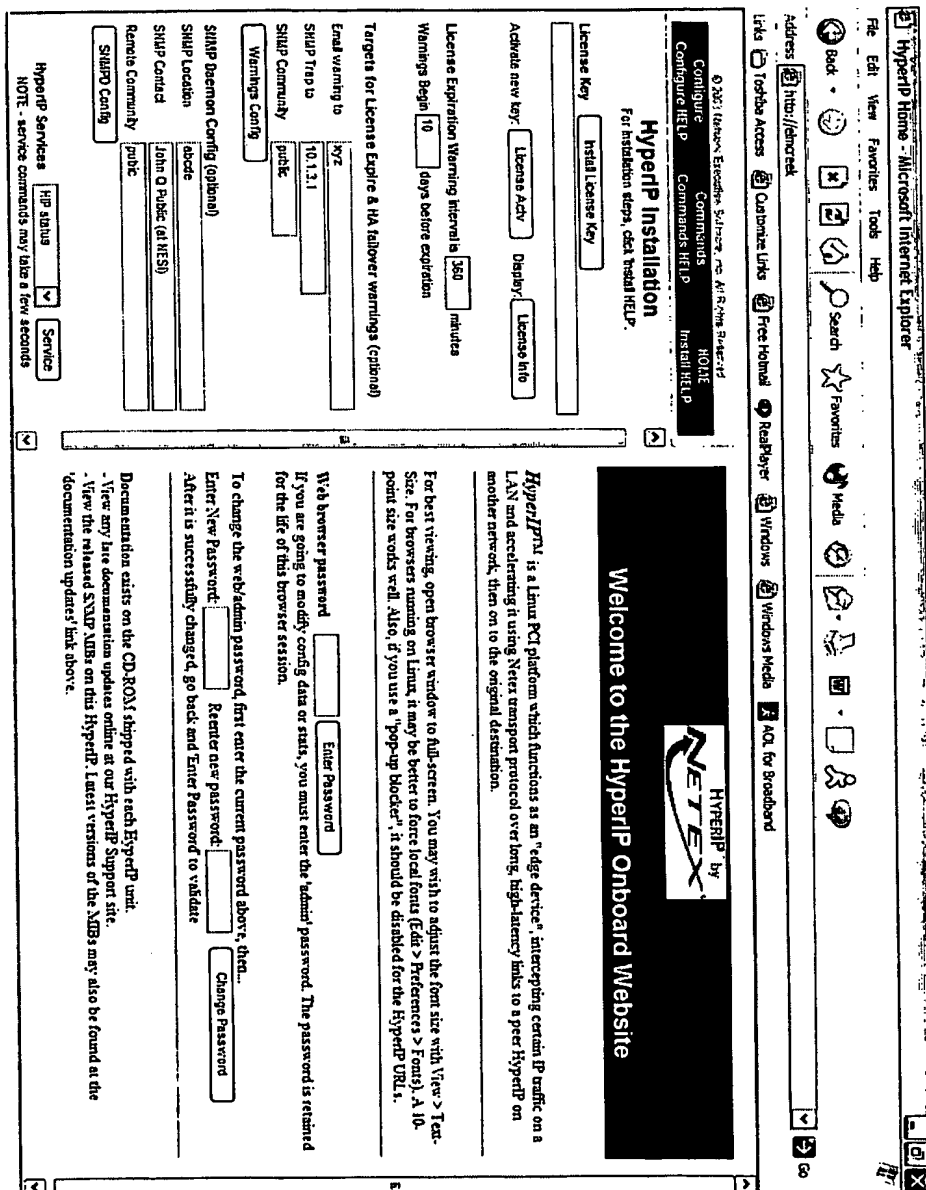 HyperIP Home - Microsoft Internet Explorer
File Edit View Favorites Tools Help
Back Search Favorites Media
Address http://elmcreek Go
Links Toshiba Access Customize Links Free Hotmail RealPlayer Windows Windows Media AOL for Broadband
© 2003 Network Execution Software, Inc. All Rights Reserved
Configure Commands HOME
Configure HELP Commands HELP Install HELP
HyperIP Installation
For installation steps, click 'Install HELP'.
License Key Install License Key
Activate new key: License Actv Display: License Info
License Expiration Warning interval is 360 minutes
Warnings Begin 10 days before expiration
Targets for License Expire & HA failover warnings (optional)
Email warning to xyz
SNMP Trap to 10.1.3.1
SNMP Community public
Warnings Config
SNMP Daemon Config (optional)
SNMP Location abcde
SNMP Contact John Q Public (at NESI)
Remote Community pubic
SNMPD Config
HyperIP Services HIP status Service
NOTE - service commands may take a few seconds
HYPERIP by
NETEX
Welcome to the HyperIP Onboard Website
HyperIP™ is a Linux PCI platform which functions as an "edge device", intercepting certain IP traffic on a
LAN and accelerating it using Netex transport protocol over long, high-latency links to a peer HyperIP on
another network, then on to the original destination.
For best viewing, open browser window to full-screen. You may wish to adjust the font size with View > Text-
Size. For browsers running on Linux, it may be better to force local fonts (Edit > Preferences > Fonts). A 10-
point size works well. Also, if you use a "pop-up blocker", it should be disabled for the HyperIP URLs.
Web browser password Enter Password
If you are going to modify config data or stats, you must enter the 'admin' password. The password is retained
for the life of this browser session.
To change the web/admin password, first enter the current password above, then...
Enter New Password: Reenter new password: Change Password
After it is successfully changed, go back and 'Enter Password' to validate
Documentation exists on the CD-ROM shipped with each HyperIP unit.
- View any late documentation updates online at our HyperIP Support site.
- View the released SNMP MIBs on this HyperIP. Latest versions of the MIBs may also be found at the
'documentation updates' link above.